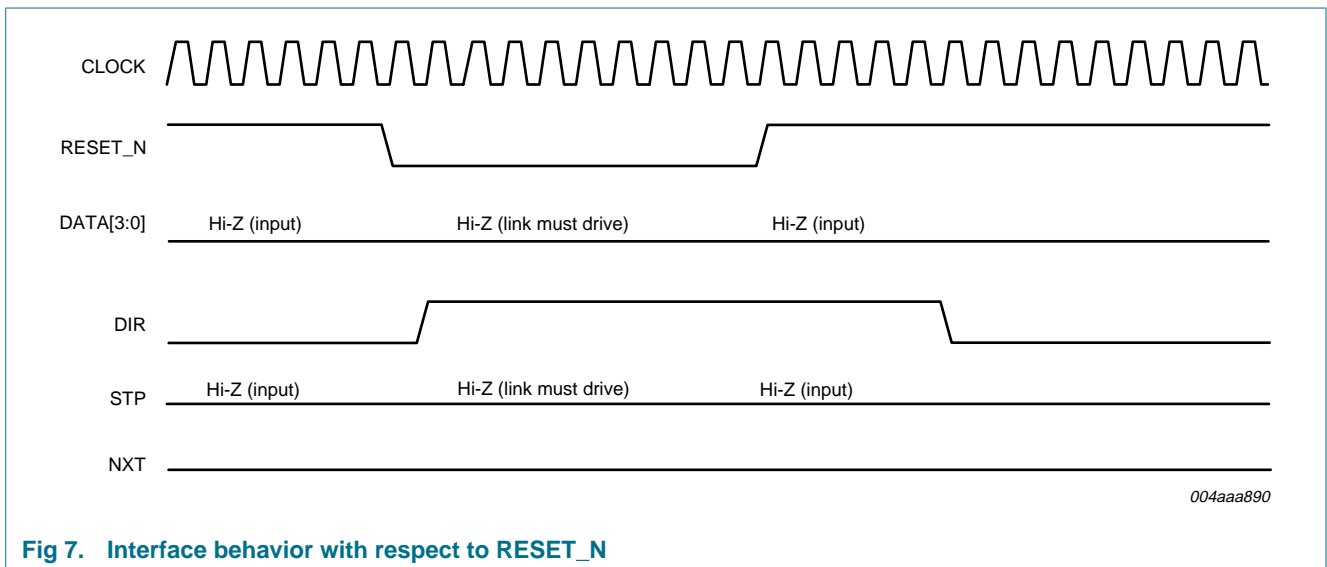 CLOCK
RESET_N
DATA[3:0] Hi-Z (input) Hi-Z (link must drive) Hi-Z (input)
DIR
STP Hi-Z (input) Hi-Z (link must drive) Hi-Z (input)
NXT
004aaa890
Fig 7. Interface behavior with respect to RESET_N